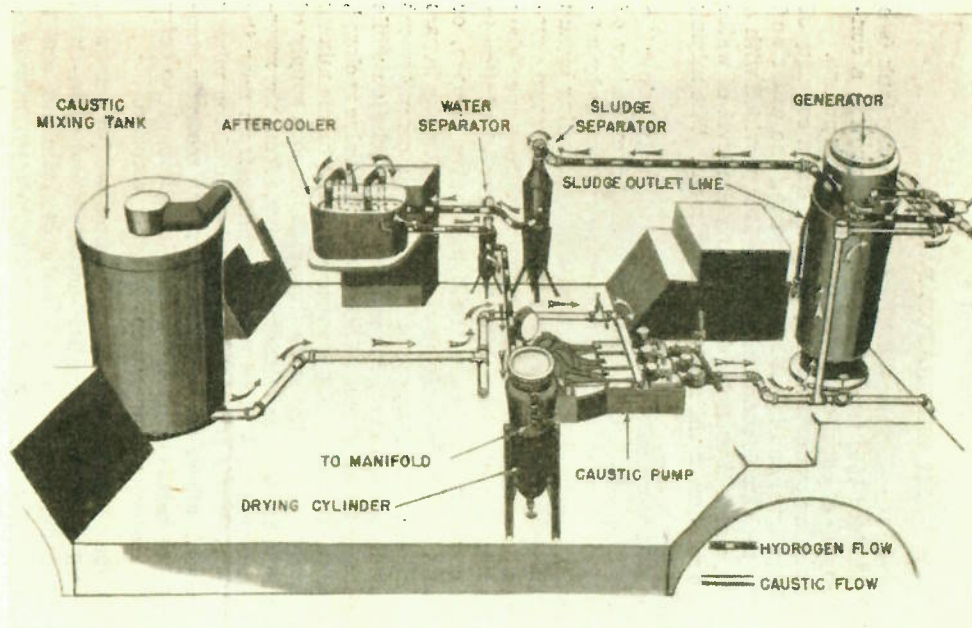 CAUSTIC
MIXING TANK
AFTERCOOLER
WATER
SEPARATOR
SLUDGE
SEPARATOR
GENERATOR
SLUDGE OUTLET LINE
TO MANIFOLD
DRYING CYLINDER
CAUSTIC PUMP
HYDROGEN FLOW
CAUSTIC FLOW